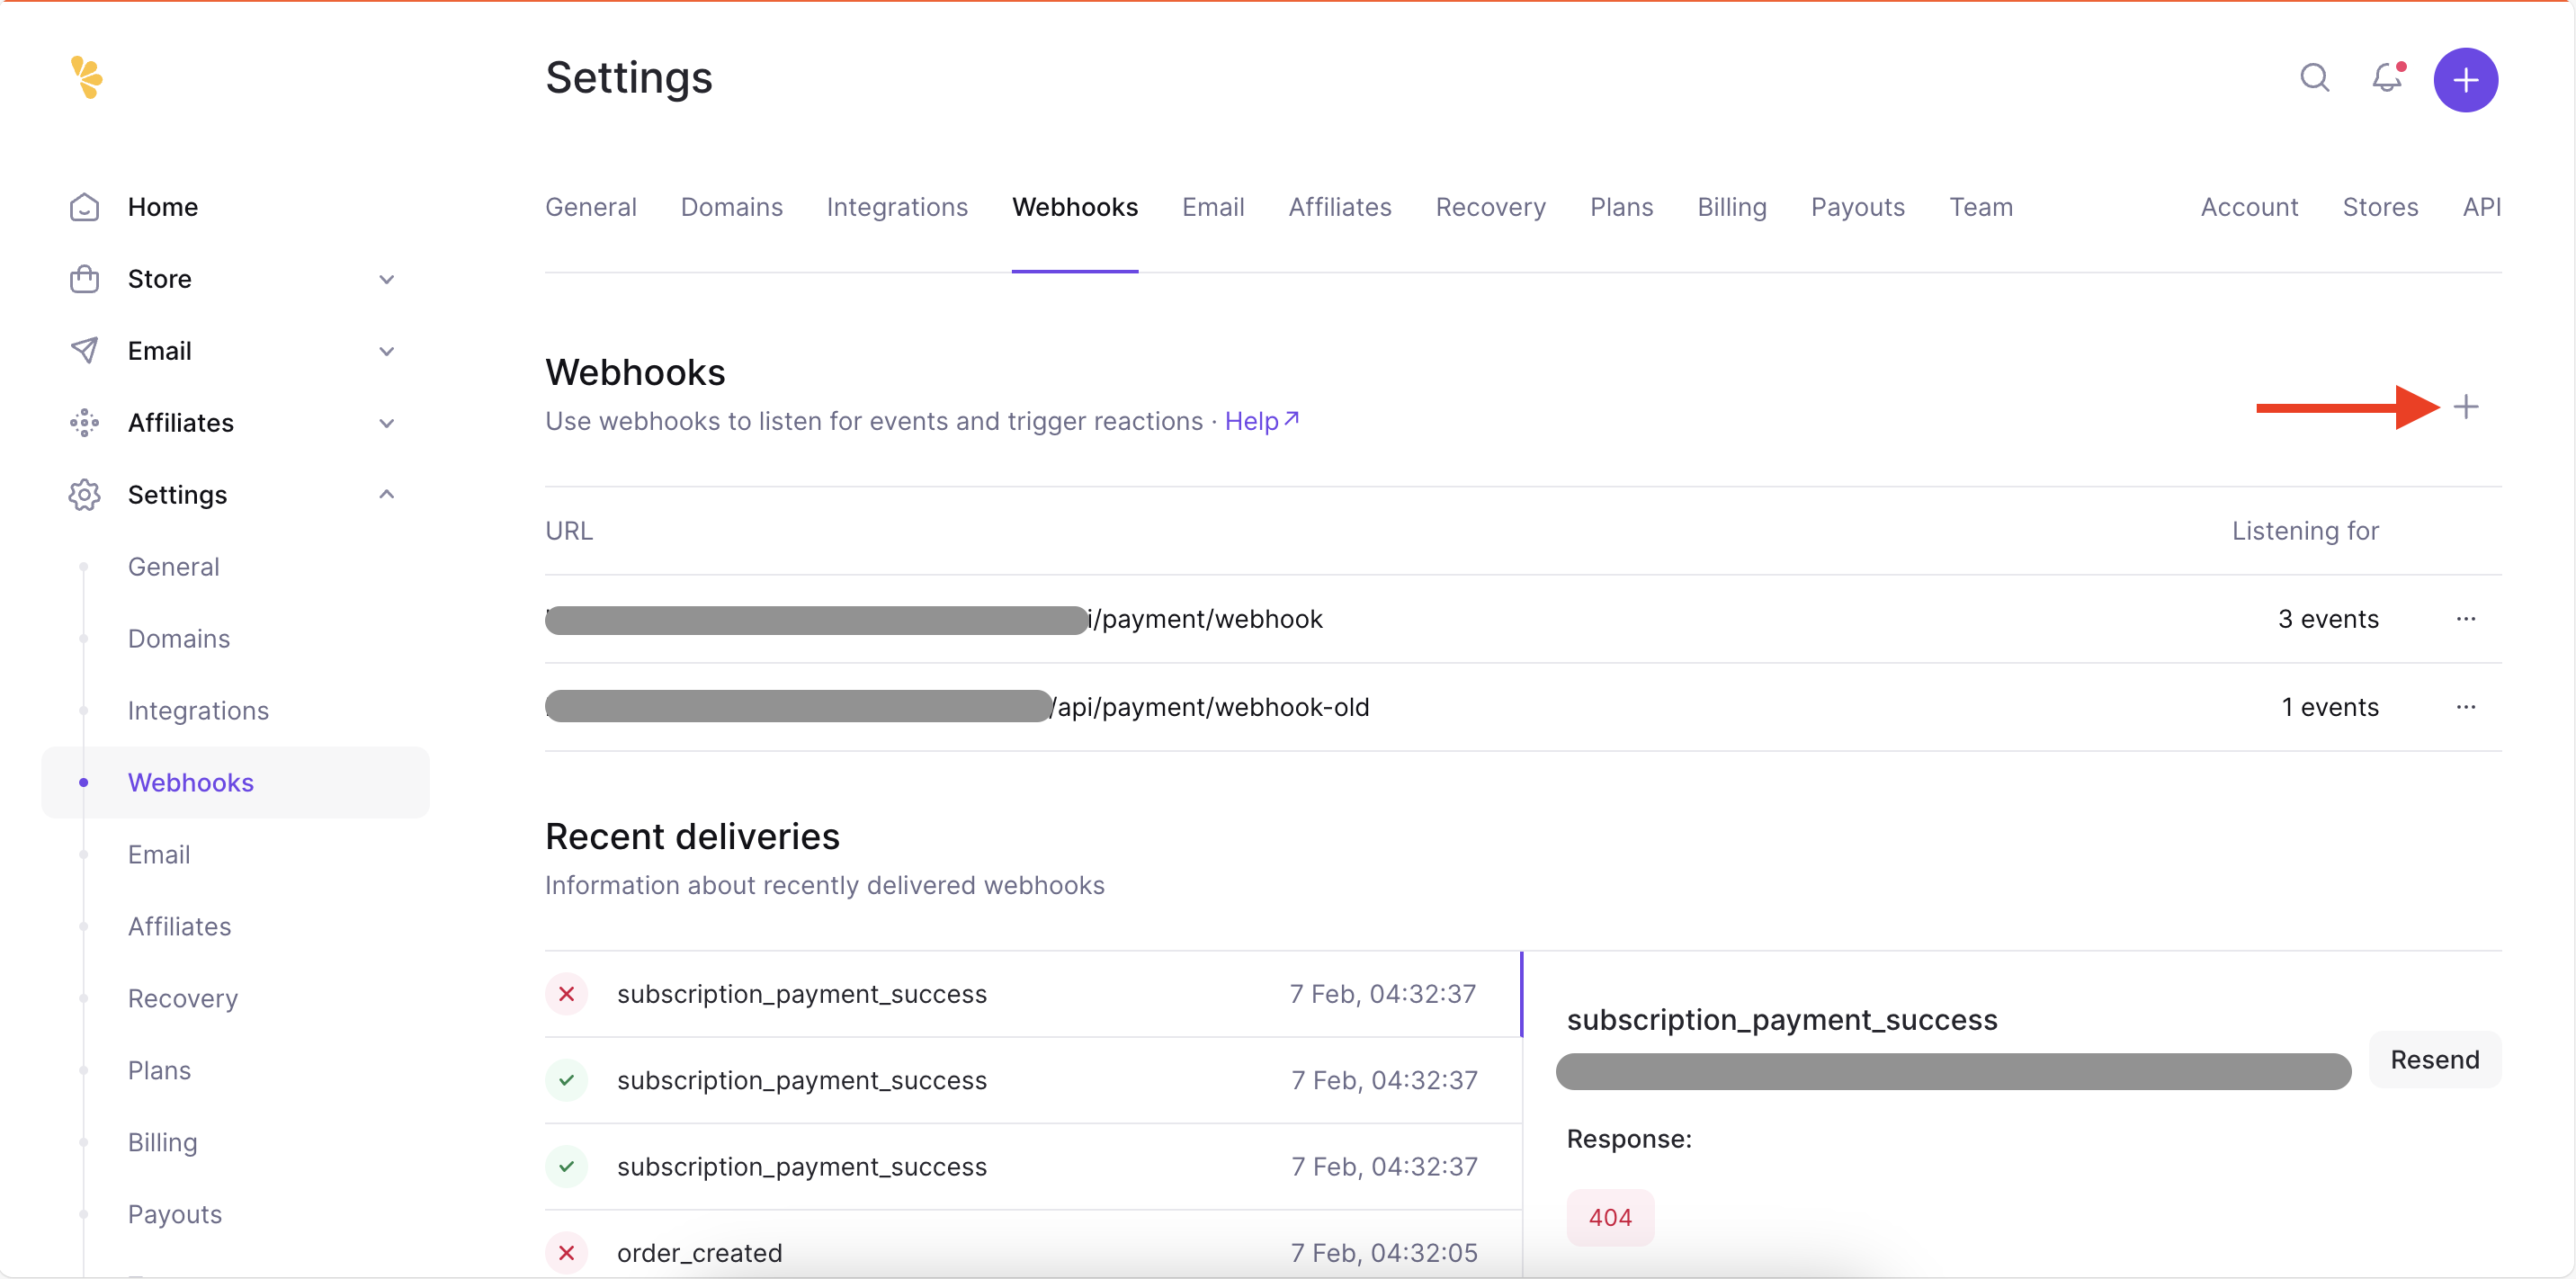 Settings
Home
Store
Email
Affiliates
Settings
General
Domains
Integrations
Webhooks
Email
Affiliates
Recovery
Plans
Billing
Payouts
General Domains Integrations Webhooks Email Affiliates Recovery Plans Billing Payouts Team Account Stores API
Webhooks
Use webhooks to listen for events and trigger reactions · Help↗
URL Listening for
i/payment/webhook 3 events ···
/api/payment/webhook-old 1 events ···
Recent deliveries
Information about recently delivered webhooks
subscription_payment_success 7 Feb, 04:32:37
subscription_payment_success 7 Feb, 04:32:37
subscription_payment_success 7 Feb, 04:32:37
order_created 7 Feb, 04:32:05
subscription_payment_success
Resend
Response:
404